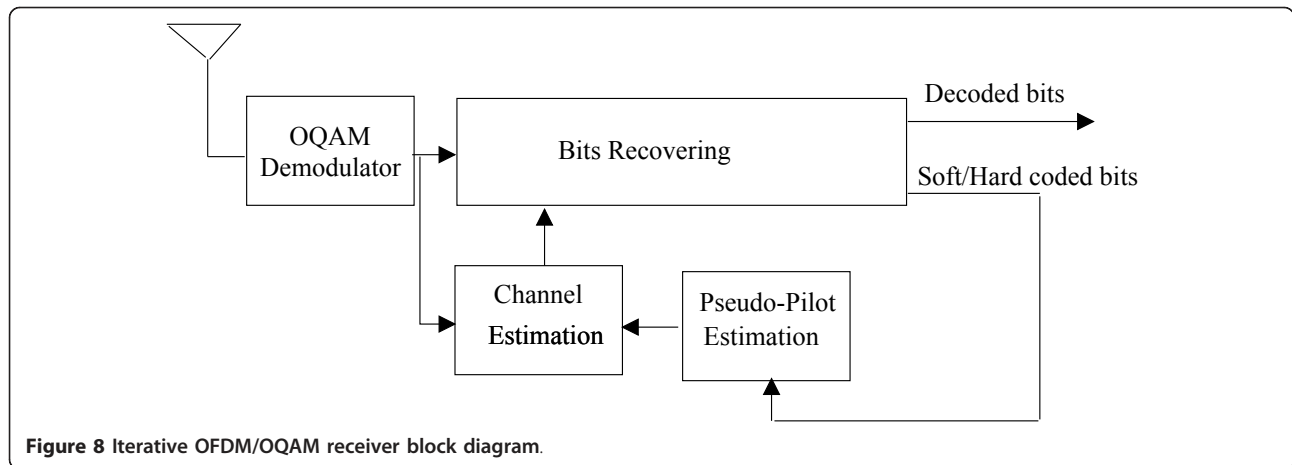 Decoded bits
OQAM
Demodulator
Bits Recovering
Soft/Hard coded bits
Channel
Estimation
Pseudo-Pilot
Estimation
Figure 8 Iterative OFDM/OQAM receiver block diagram.